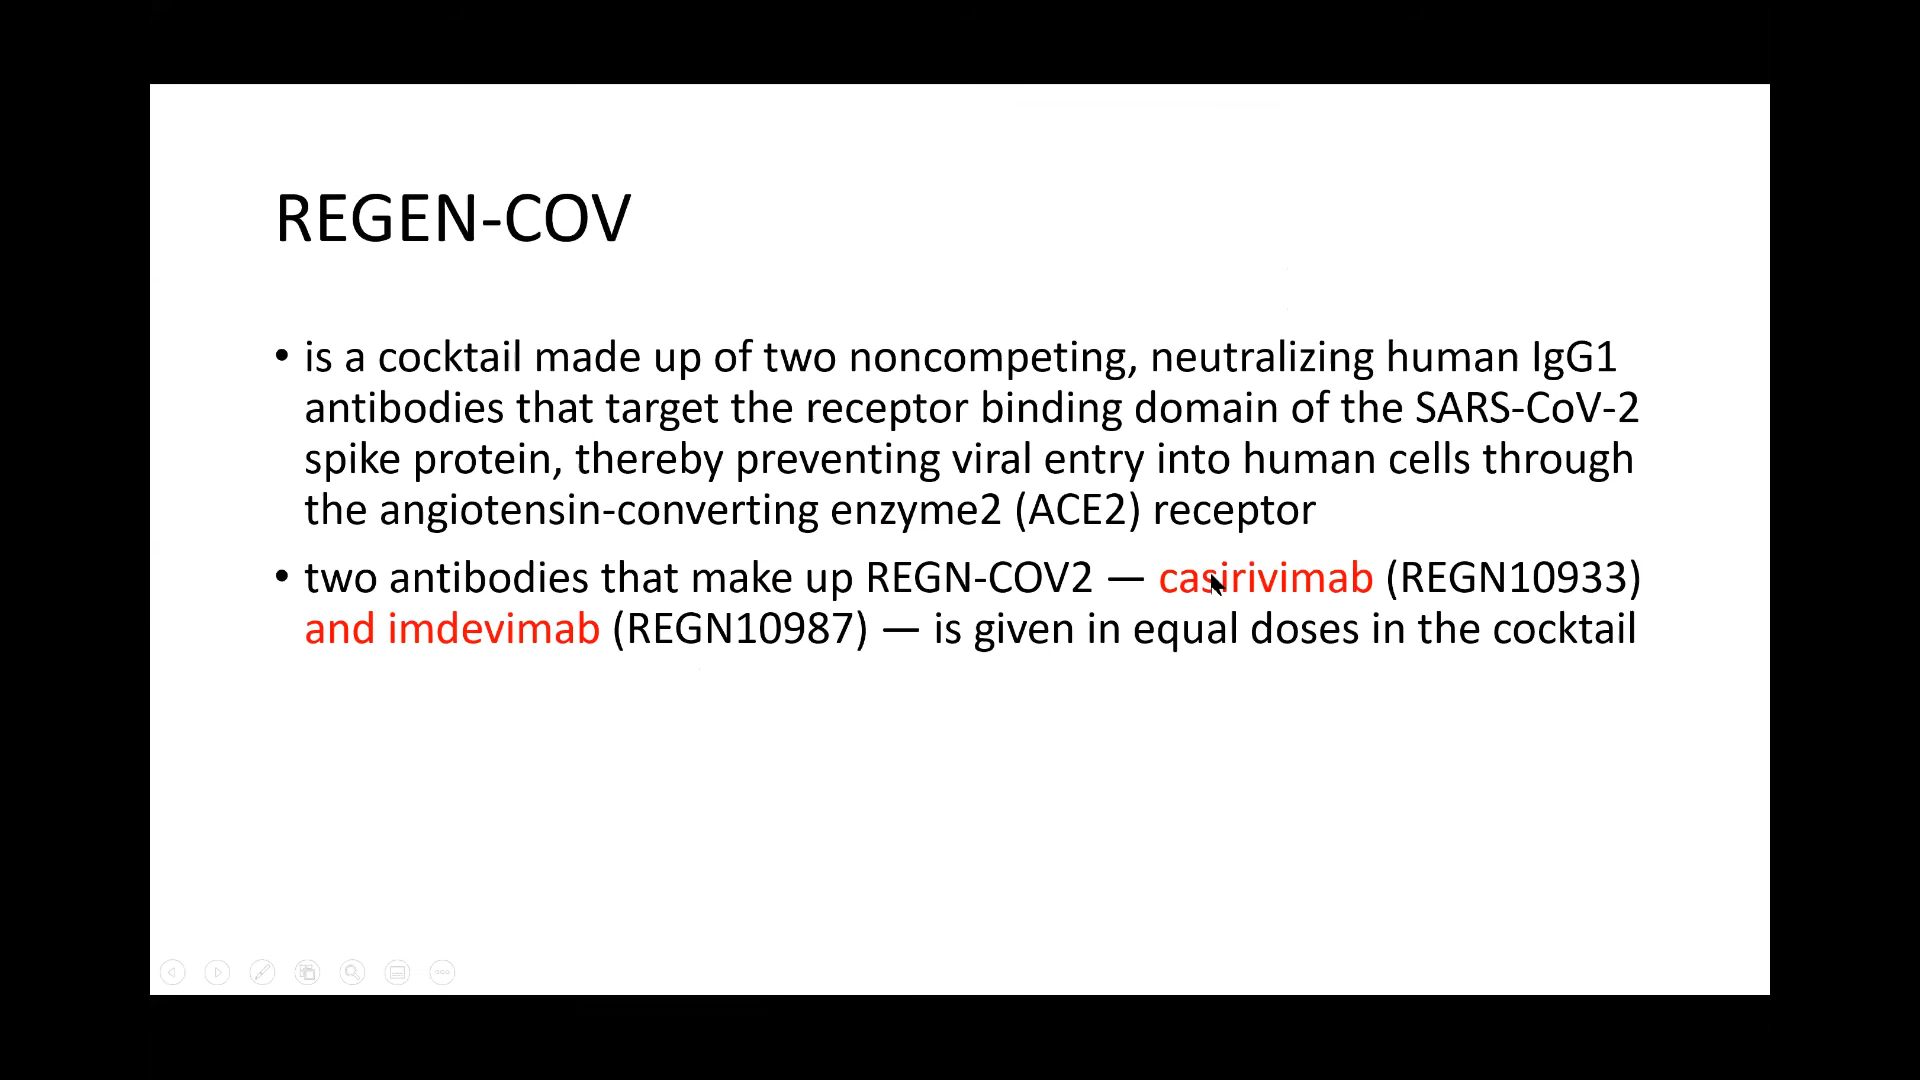 REGEN-COV
• is a cocktail made up of two noncompeting, neutralizing human IgG1
antibodies that target the receptor binding domain of the SARS-CoV-2
spike protein, thereby preventing viral entry into human cells through
the angiotensin-converting enzyme2 (ACE2) receptor
• two antibodies that make up REGN-COV2 — casirivimab (REGN10933)
and imdevimab (REGN10987) — is given in equal doses in the cocktail